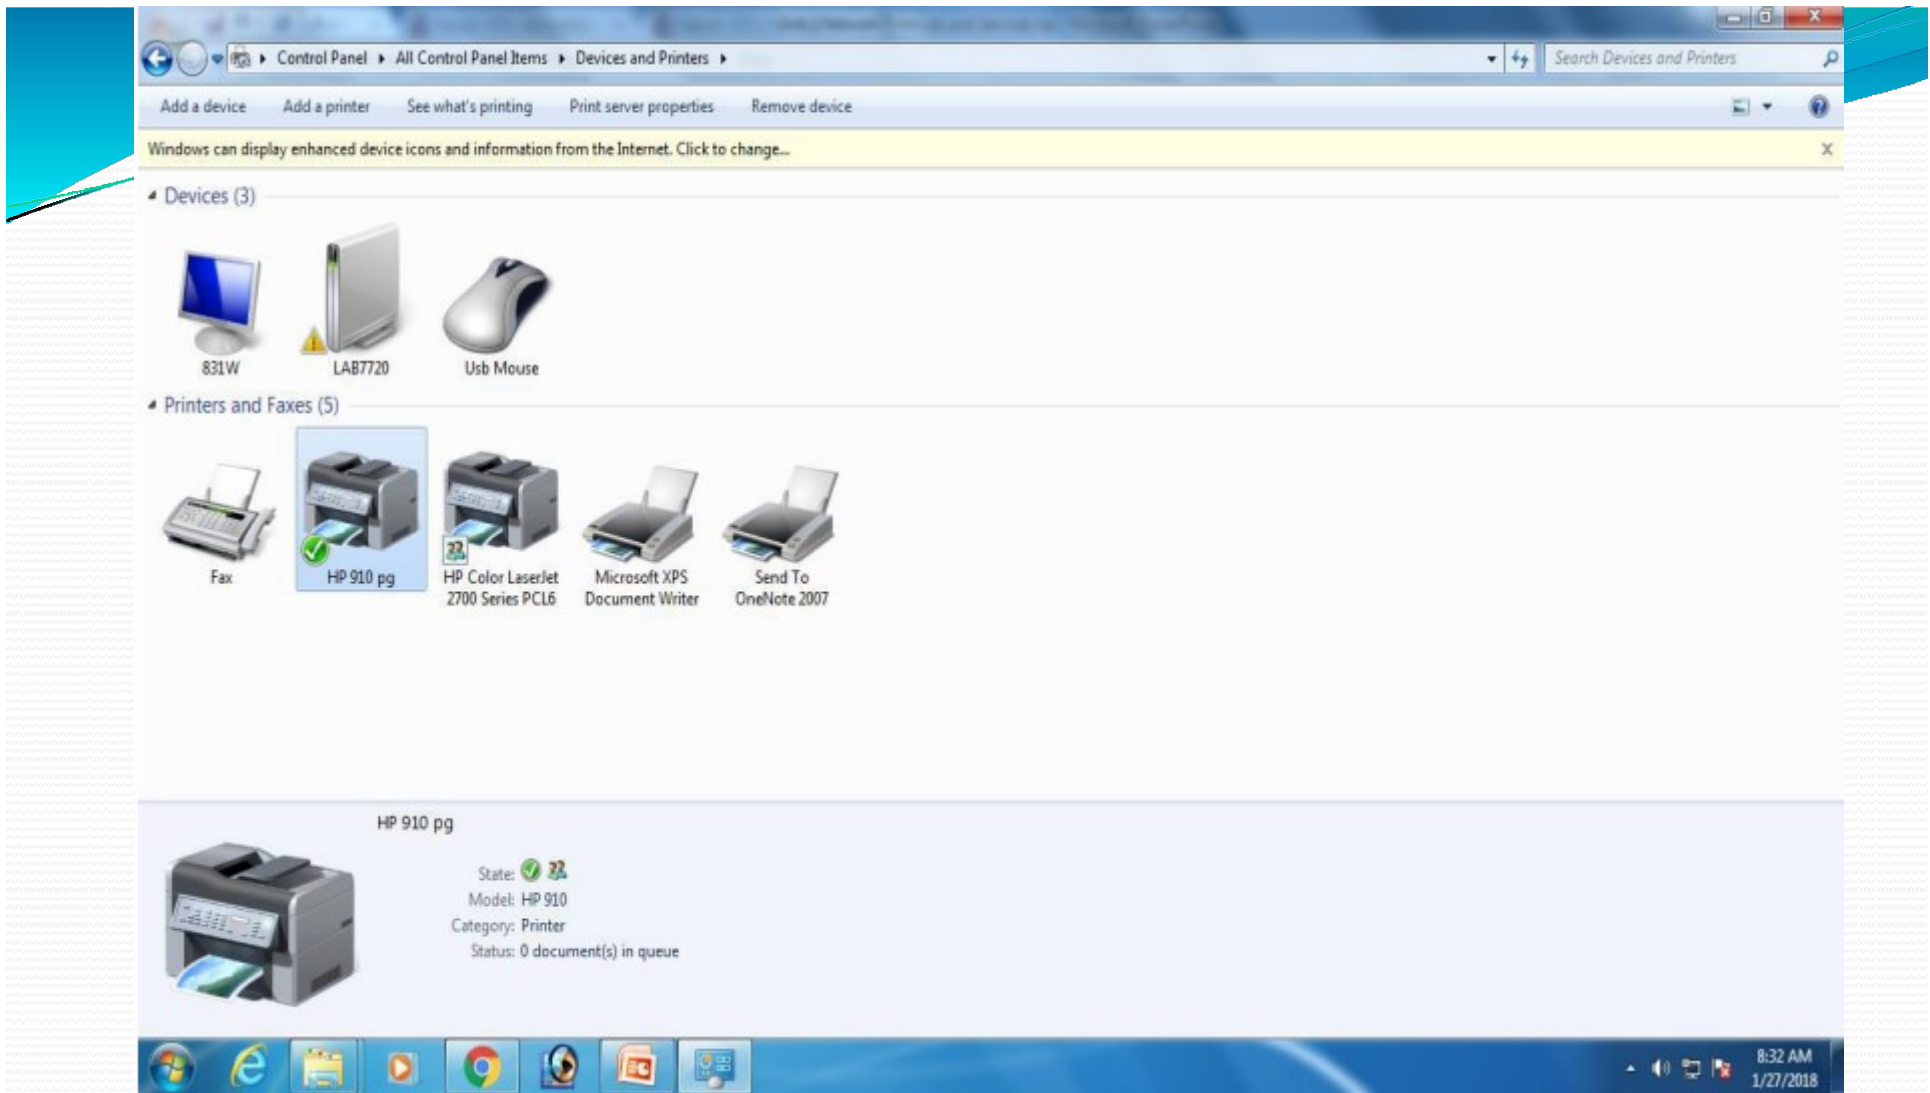 Control Panel ▸ All Control Panel Items ▸ Devices and Printers ▸
Search Devices and Printers
Add a device Add a printer See what's printing Print server properties Remove device
Windows can display enhanced device icons and information from the Internet. Click to change...
Devices (3)
831W LAB7720 Usb Mouse
Printers and Faxes (5)
Fax
HP 910 pg
HP Color LaserJet
2700 Series PCL6
Microsoft XPS
Document Writer
Send To
OneNote 2007
HP 910 pg
State:
Model: HP 910
Category: Printer
Status: 0 document(s) in queue
8:32 AM
1/27/2018